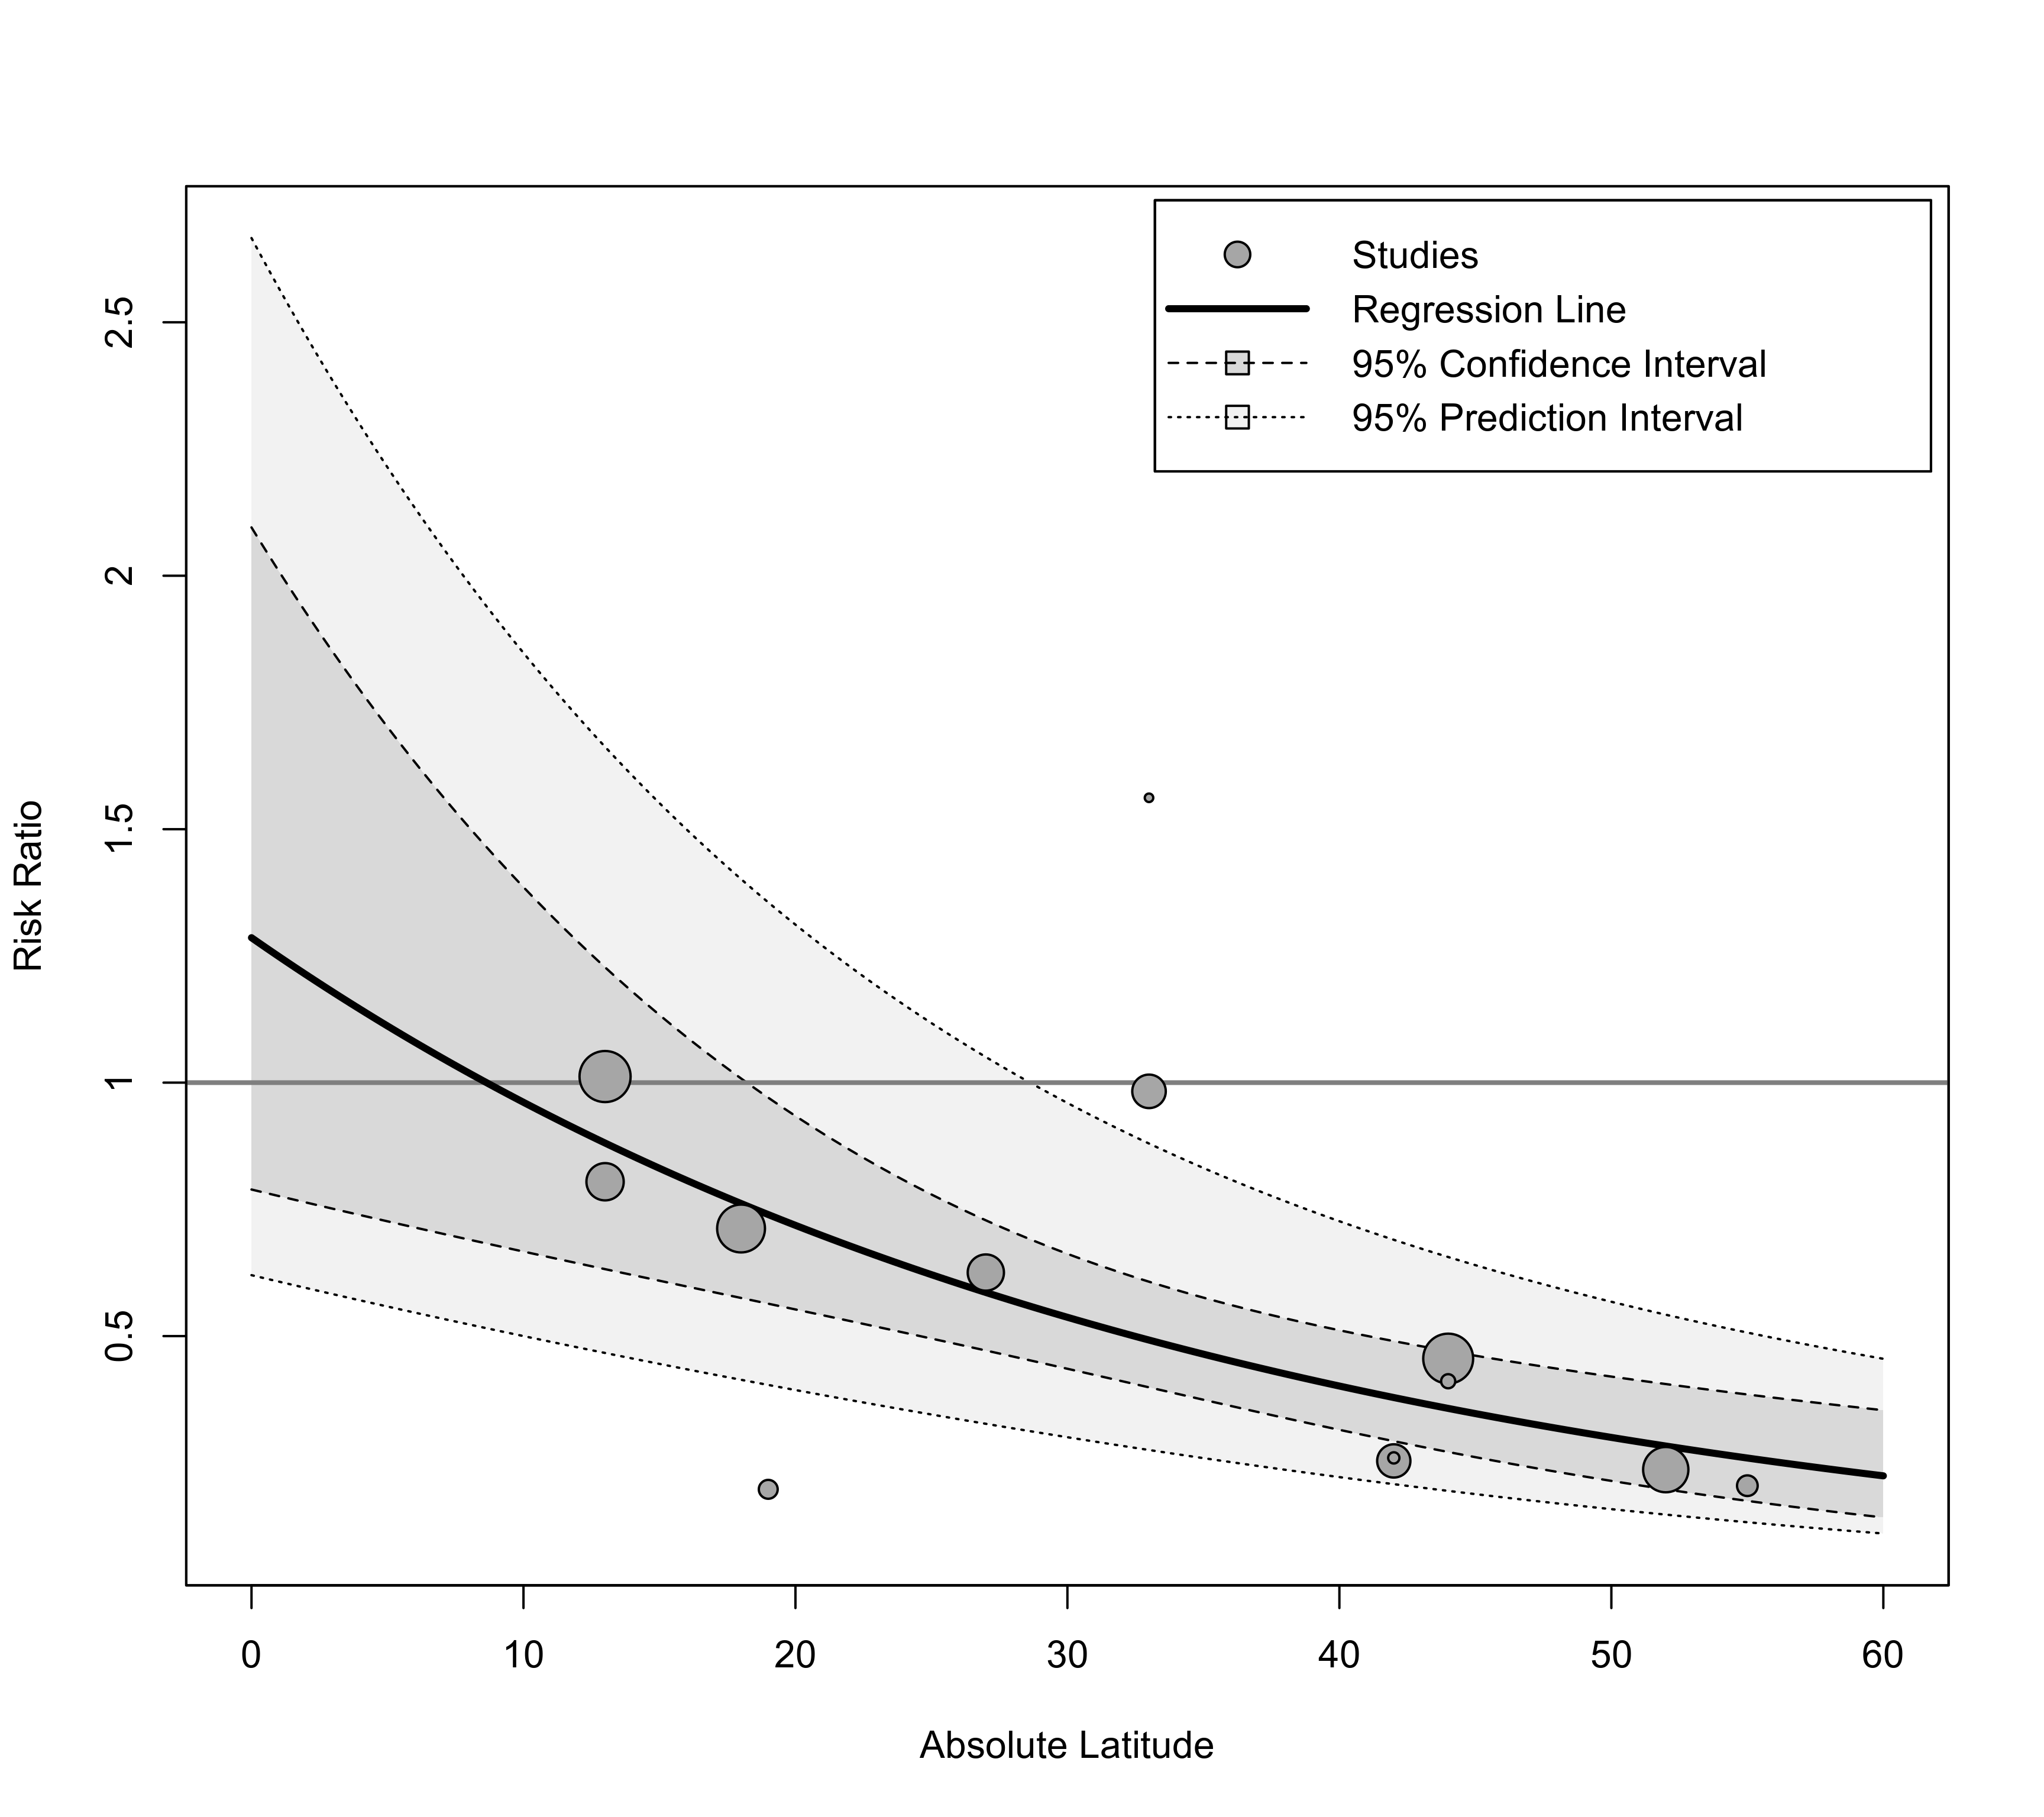 Studies
Regression Line
95% Confidence Interval
95% Prediction Interval
Risk Ratio
2.5
2
1.5
1
0.5
0 10 20 30 40 50 60
Absolute Latitude